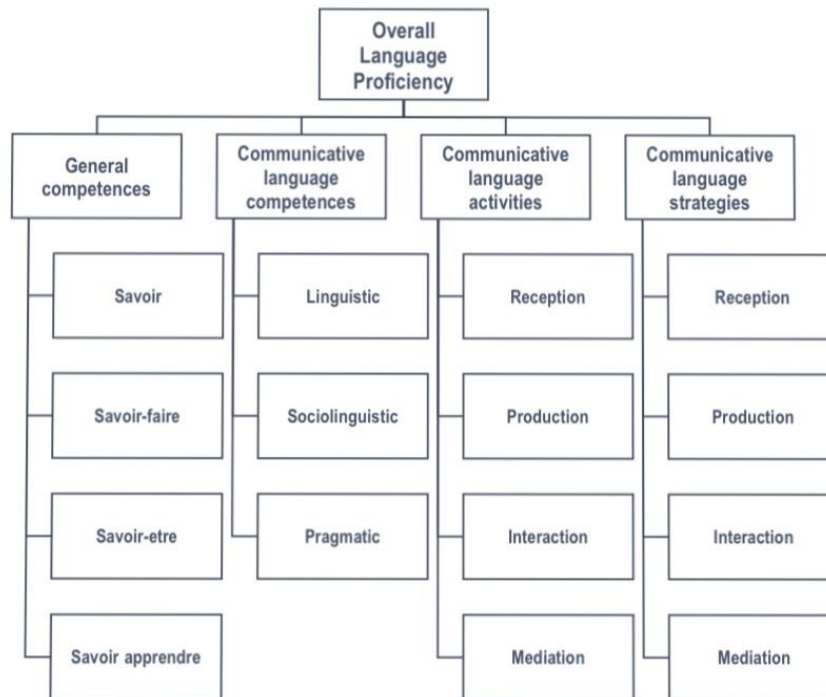 Overall
Language
Proficiency
General
competences
Communicative
language
competences
Communicative
language
activities
Communicative
language
strategies
Savoir
Linguistic
Reception
Reception
Savoir-faire
Sociolinguistic
Production
Production
Savoir-etre
Pragmatic
Interaction
Interaction
Savoir apprendre
Mediation
Mediation